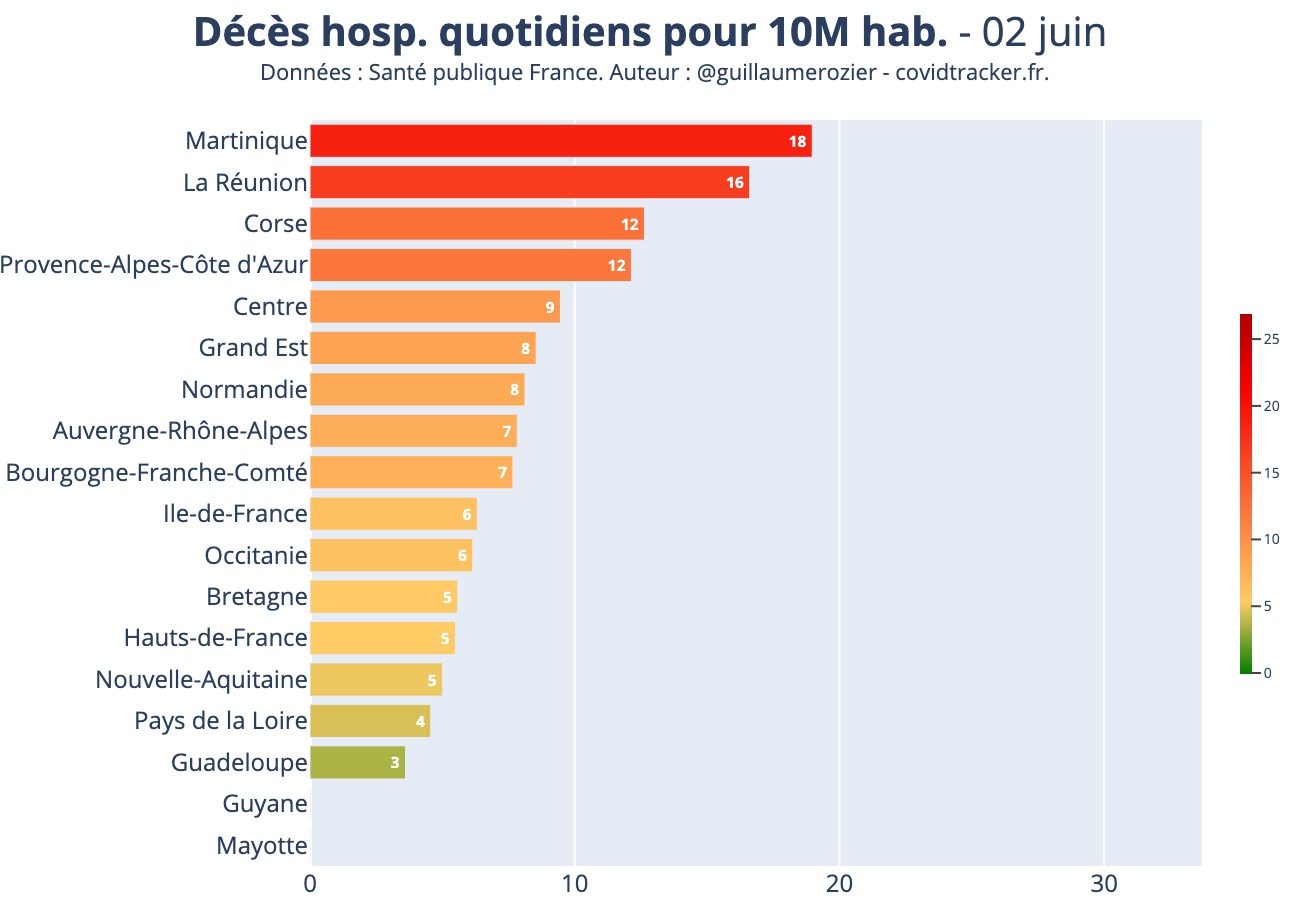 Décès hosp. quotidiens pour 10M hab. - 02 juin
Données : Santé publique France. Auteur : @guillaumerozier - covidtracker.fr.
Martinique 18
La Réunion 16
Corse 12
Provence-Alpes-Côte d'Azur 12
Centre 9
Grand Est 8
Normandie 8
Auvergne-Rhône-Alpes 7
Bourgogne-Franche-Comté 7
Ile-de-France 6
Occitanie 6
Bretagne 5
Hauts-de-France 5
Nouvelle-Aquitaine 5
Pays de la Loire 4
Guadeloupe 3
Guyane
Mayotte
0 10 20 30
25
20
15
10
5
0